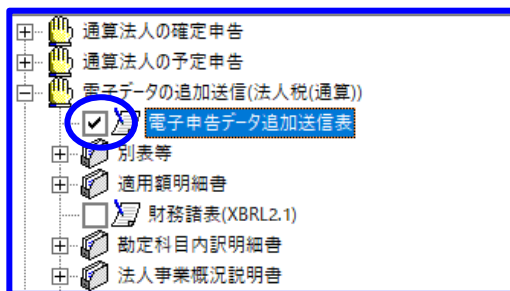 通算法人の確定申告
通算法人の予定申告
電子データの追加送信(法人税(通算))
電子申告データ追加送信表
別表等
適用額明細書
財務諸表(XBRL2.1)
勘定科目内訳明細書
法人事業概況説明書